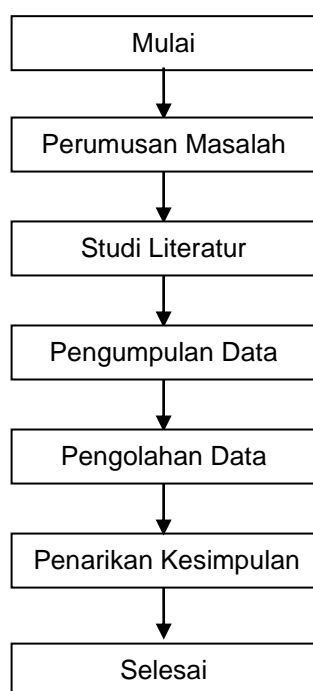 Mulai
Perumusan Masalah
Studi Literatur
Pengumpulan Data
Pengolahan Data
Penarikan Kesimpulan
Selesai